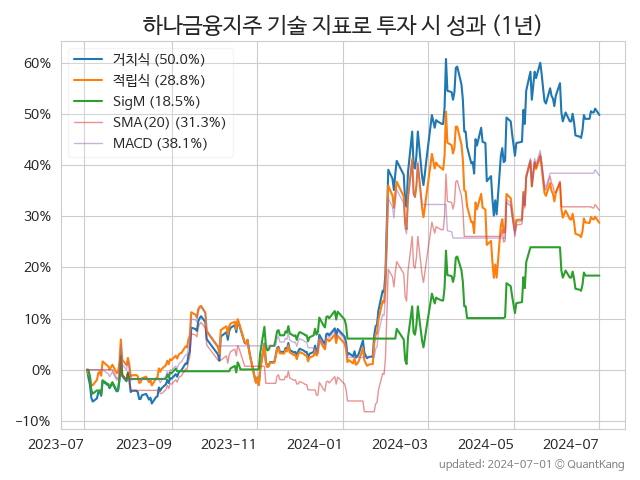 하나금융지주 기술 지표로 투자 시 성과 (1년)
거치식 (50.0%)
적립식 (28.8%)
SigM (18.5%)
SMA(20) (31.3%)
MACD (38.1%)
60%
50%
40%
30%
20%
10%
0%
−10%
2023-07 2023-09 2023-11 2024-01 2024-03 2024-05 2024-07
updated: 2024-07-01 © QuantKang